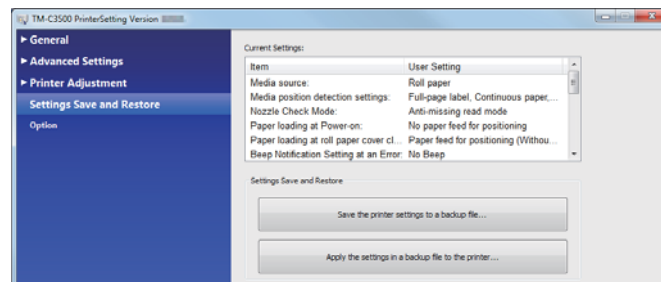 TM-C3500 PrinterSetting Version
► General
► Advanced Settings
► Printer Adjustment
Settings Save and Restore
Option
Current Settings:
Item User Setting
Media source: Roll paper
Media position detection settings: Full-page label, Continuous paper,...
Nozzle Check Mode: Anti-missing read mode
Paper loading at Power-on: No paper feed for positioning
Paper loading at roll paper cover cl... Paper feed for positioning (Withou...
Beep Notification Setting at an Error: No Beep
Settings Save and Restore
Save the printer settings to a backup file...
Apply the settings in a backup file to the printer...